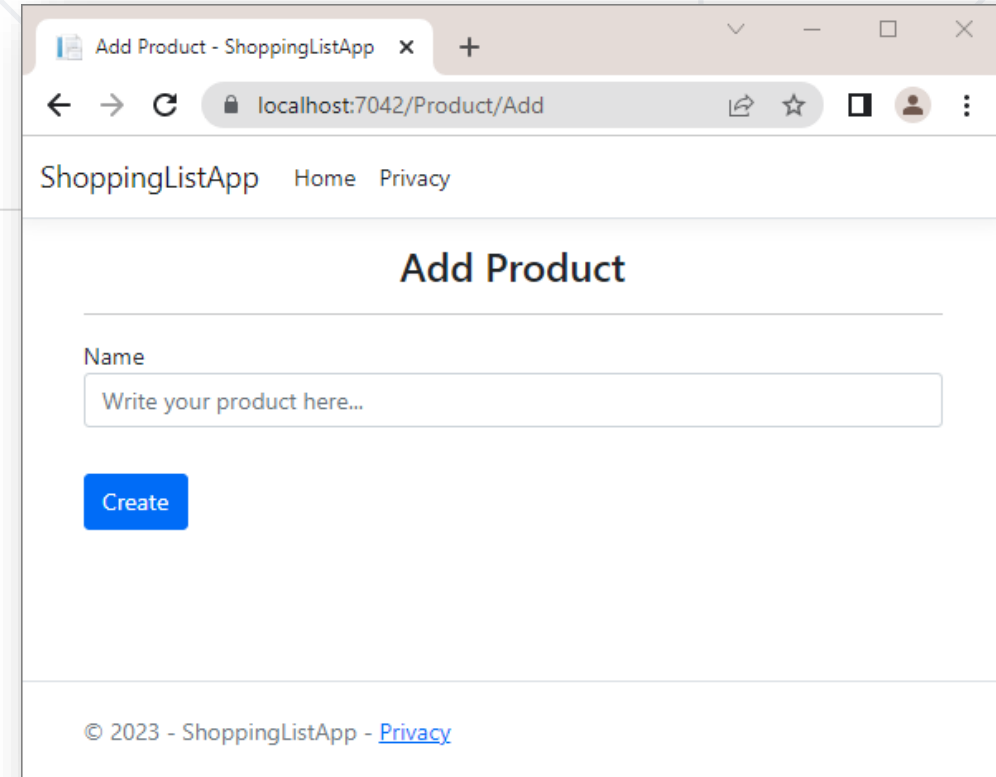 Add Product - ShoppingListApp
localhost:7042/Product/Add
ShoppingListApp Home Privacy
Add Product
Name
Write your product here...
Create
© 2023 - ShoppingListApp - Privacy